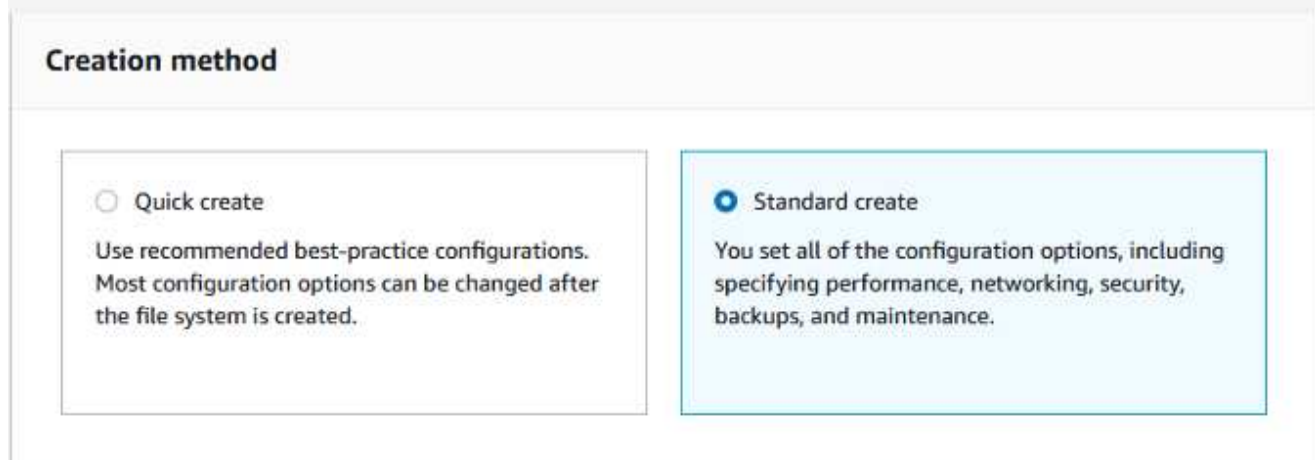 Creation method
Quick create
Use recommended best-practice configurations.
Most configuration options can be changed after
the file system is created.
Standard create
You set all of the configuration options, including
specifying performance, networking, security,
backups, and maintenance.